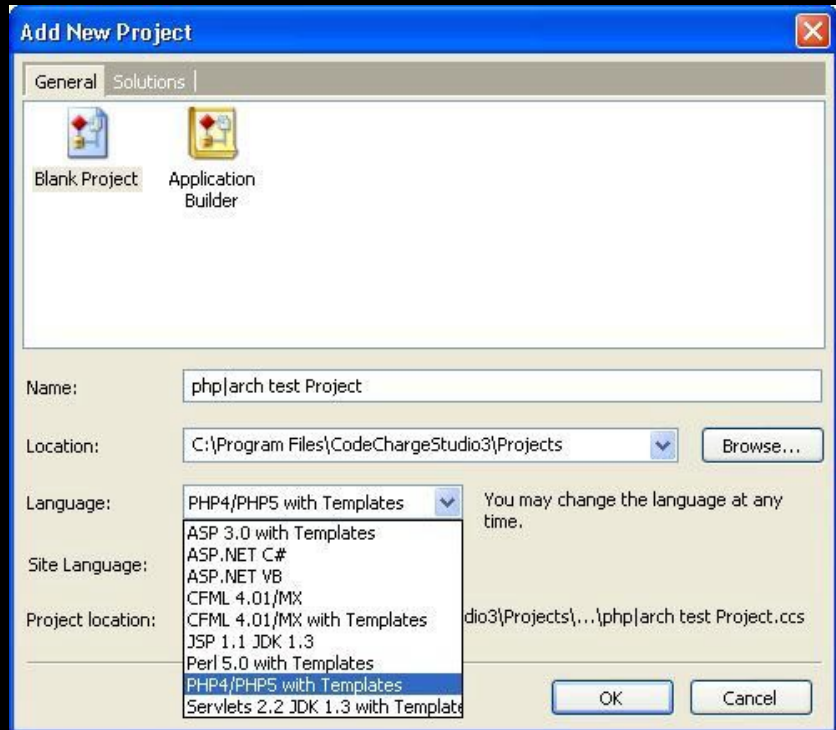 Add New Project
General Solutions
Blank Project
Application
Builder
Name: php|arch test Project
Location: C:\Program Files\CodeChargeStudio3\Projects Browse...
Language: PHP4/PHP5 with Templates You may change the language at any
time.
ASP 3.0 with Templates
ASP.NET C#
Site Language:
ASP.NET VB
CFML 4.01/MX
Project location: CFML 4.01/MX with Templates dio3\Projects\...\php|arch test Project.ccs
JSP 1.1 JDK 1.3
Perl 5.0 with Templates
PHP4/PHP5 with Templates
Servlets 2.2 JDK 1.3 with Template
OK Cancel